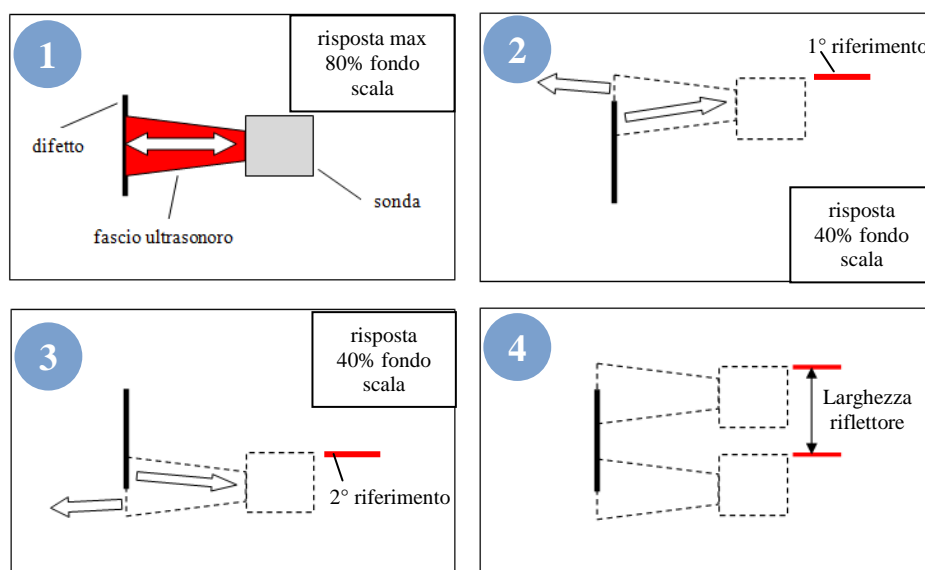 1
risposta max
80% fondo
scala
difetto
sonda
fascio ultrasonoro
2
1° riferimento
risposta
40% fondo
scala
3
risposta
40% fondo
scala
2° riferimento
4
Larghezza
riflettore